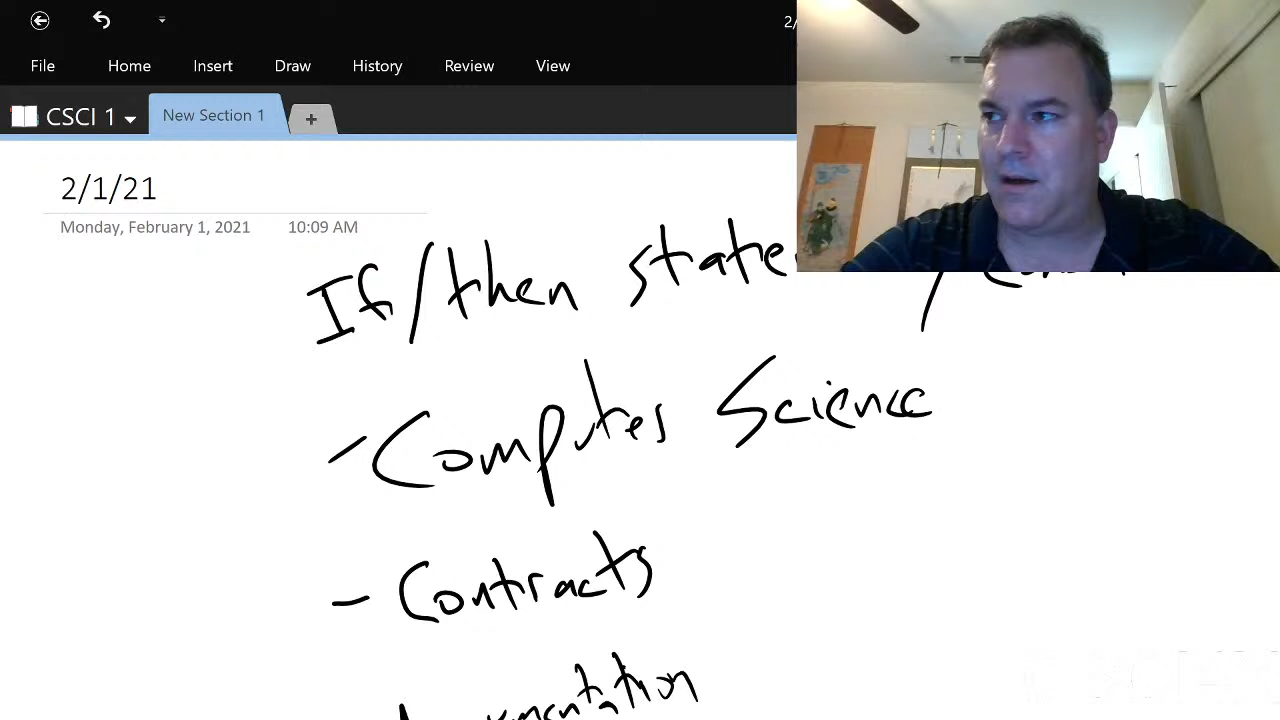 2/
File Home Insert Draw History Review View
CSCI 1 New Section 1 +
2/1/21
Monday, February 1, 2021 10:09 AM
If/then /
- Computer Science
- Contracts